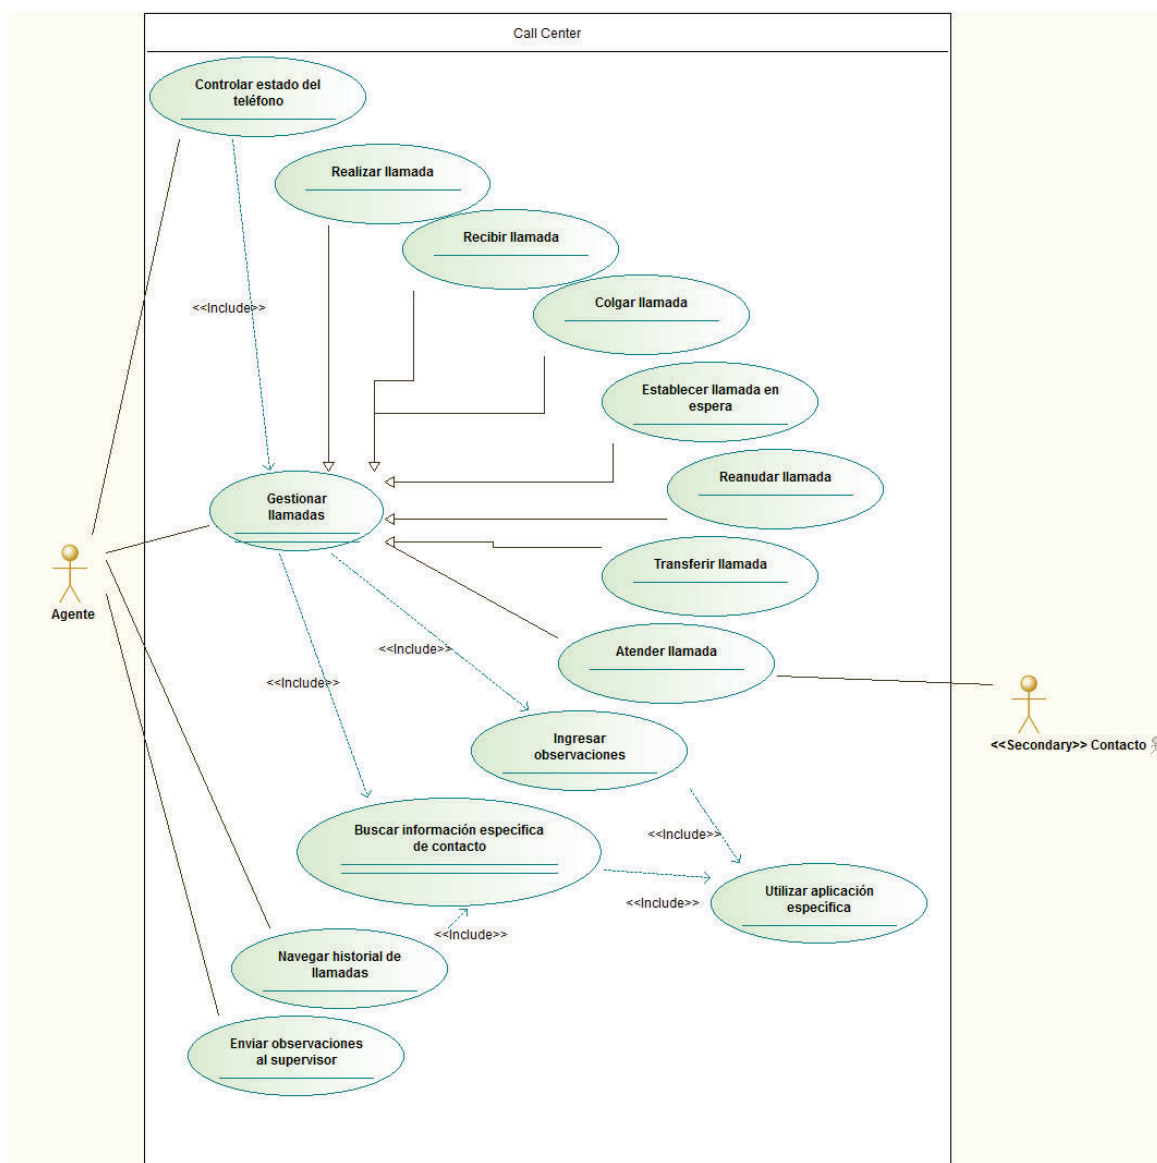 Call Center
Controlar estado del
teléfono
Realizar llamada
Recibir llamada
Colgar llamada
<<Include>>
Establecer llamada en
espera
Reanudar llamada
Gestionar
llamadas
Transferir llamada
Agente
Atender llamada
<<Include>>
<<Include>>
<<Secondary>> Contacto
Ingresar
observaciones
Buscar información específica
de contacto
<<Include>>
Utilizar aplicación
específica
<<Include>>
<<Include>>
Navegar historial de
llamadas
Enviar observaciones
al supervisor